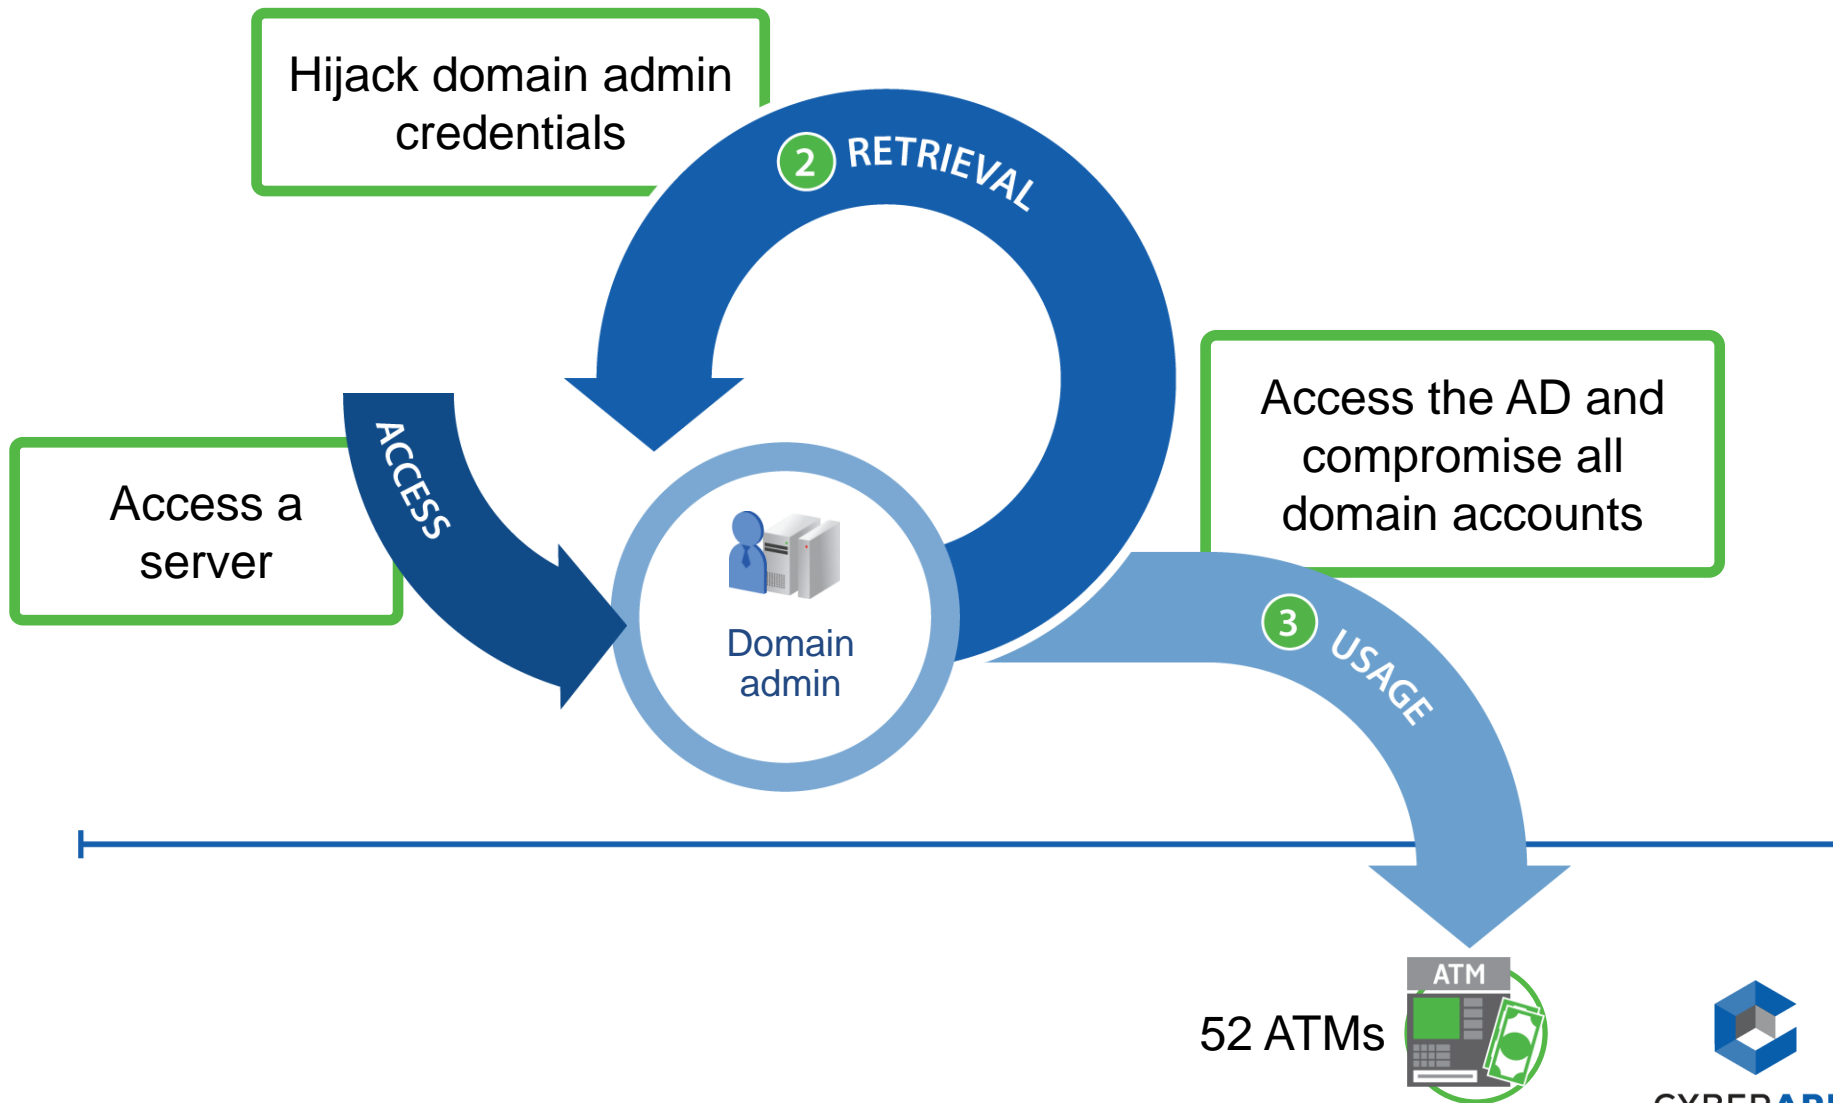 Hijack domain admin
credentials
2 RETRIEVAL
ACCESS
Access a
server
Domain
admin
Access the AD and
compromise all
domain accounts
3 USAGE
52 ATMs
ATM